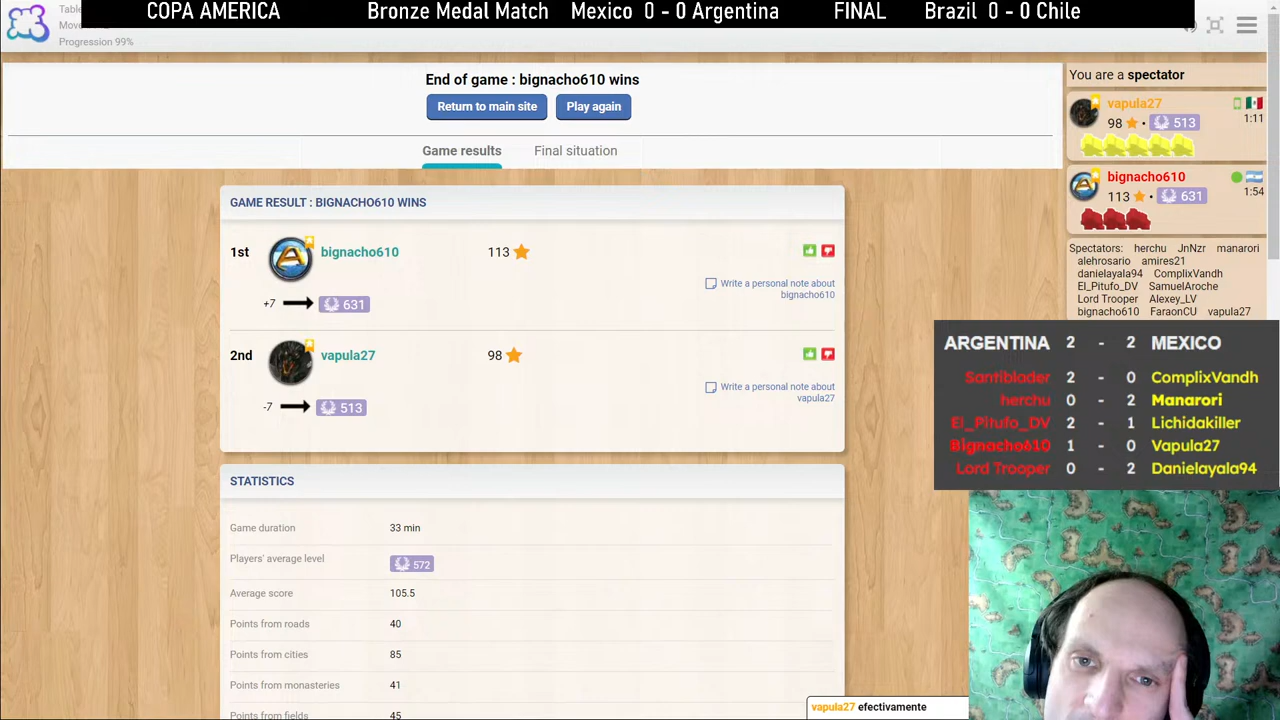 COPA AMERICA Bronze Medal Match Mexico 0 - 0 Argentina FINAL Brazil 0 - 0 Chile
Table
Move
Progression 99%
End of game : bignacho610 wins
Return to main site Play again
Game results Final situation
GAME RESULT : BIGNACHO610 WINS
1st bignacho610 113
Write a personal note about
bignacho610
+7 631
2nd vapula27 98
Write a personal note about
vapula27
-7 513
STATISTICS
Game duration 33 min
Players' average level 572
Average score 105.5
Points from roads 40
Points from cities 85
Points from monasteries 41
Points from fields 45
You are a spectator
vapula27
98 • 513 1:11
bignacho610
113 • 631 1:54
Spectators: herchu JnNzr manarori
alehrosario amires21
danielayala94 ComplixVandh
El_Pitufo_DV SamuelAroche
Lord Trooper Alexey_LV
bignacho610 FaraonCU vapula27
ARGENTINA 2 - 2 MEXICO
Santiblader 2 - 0 ComplixVandh
herchu 0 - 2 Manarori
El_Pitufo_DV 2 - 1 Lichidakiller
Bignacho610 1 - 0 Vapula27
Lord Trooper 0 - 2 Danielayala94
vapula27 efectivamente